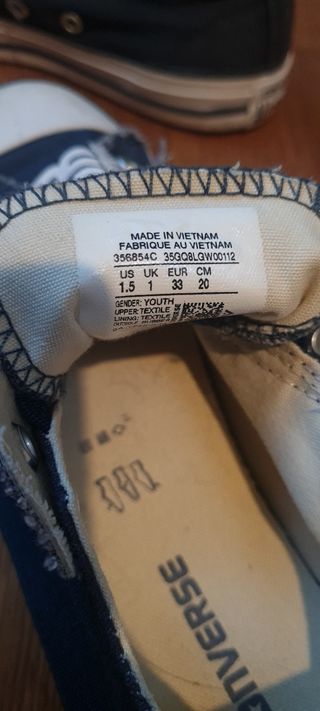 MADE IN VIETNAM
FABRIQUE AU VIETNAM
356854C 35GQ8LGW00112
US UK EUR CM
1.5 1 33 20
GENDER: YOUTH
UPPER: TEXTILE
LINING: TEXTILE
CONVERSE